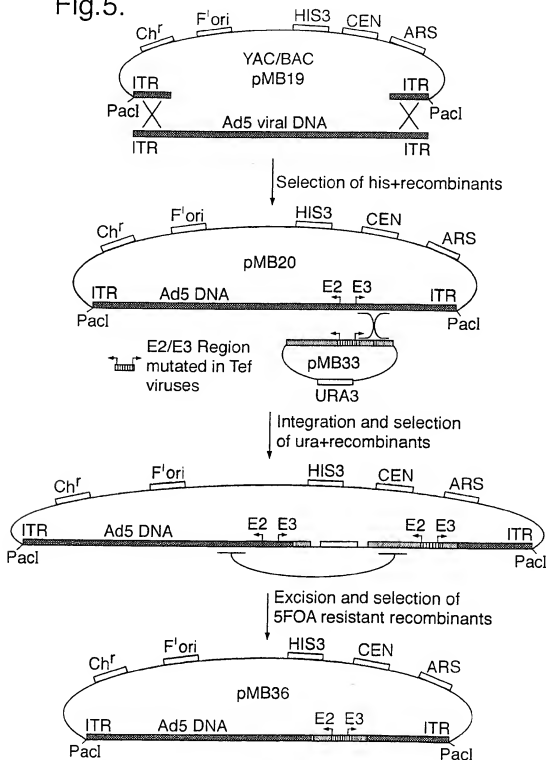 Fig.5.
Chr F'ori HIS3 CEN ARS
YAC/BAC
pMB19
ITR ITR
PacI PacI
Ad5 viral DNA
ITR ITR
Selection of his+recombinants
Chr F'ori HIS3 CEN ARS
pMB20
ITR Ad5 DNA E2 E3 ITR
PacI PacI
E2/E3 Region
mutated in Tef
viruses
pMB33
URA3
Integration and selection
of ura+recombinants
Chr F'ori HIS3 CEN ARS
ITR Ad5 DNA E2 E3 E2 E3 ITR
PacI PacI
Excision and selection of
5FOA resistant recombinants
Chr F'ori HIS3 CEN ARS
pMB36
ITR Ad5 DNA E2 E3 ITR
PacI PacI